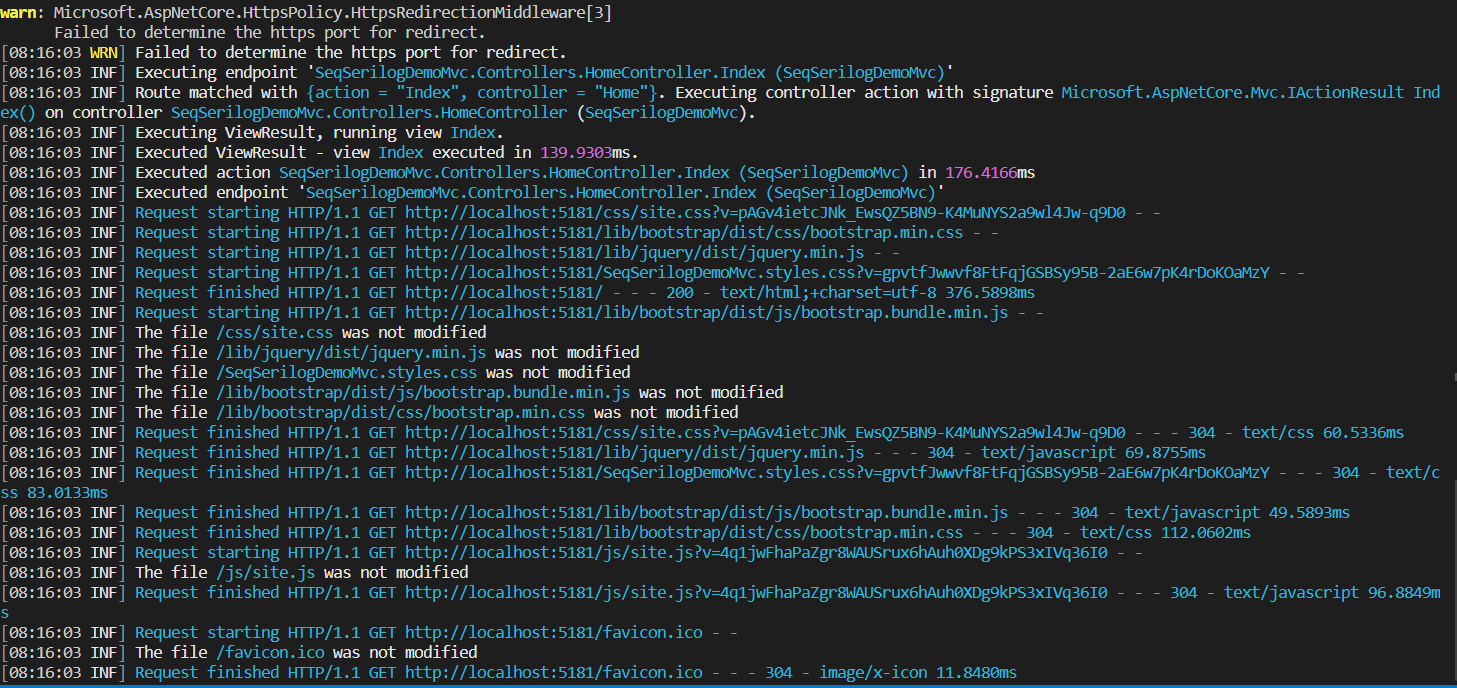 warn: Microsoft.AspNetCore.HttpsPolicy.HttpsRedirectionMiddleware[3]
      Failed to determine the https port for redirect.
[08:16:03 WRN] Failed to determine the https port for redirect.
[08:16:03 INF] Executing endpoint 'SeqSerilogDemoMvc.Controllers.HomeController.Index (SeqSerilogDemoMvc)'
[08:16:03 INF] Route matched with {action = "Index", controller = "Home"}. Executing controller action with signature Microsoft.AspNetCore.Mvc.IActionResult Ind
ex() on controller SeqSerilogDemoMvc.Controllers.HomeController (SeqSerilogDemoMvc).
[08:16:03 INF] Executing ViewResult, running view Index.
[08:16:03 INF] Executed ViewResult - view Index executed in 139.9303ms.
[08:16:03 INF] Executed action SeqSerilogDemoMvc.Controllers.HomeController.Index (SeqSerilogDemoMvc) in 176.4166ms
[08:16:03 INF] Executed endpoint 'SeqSerilogDemoMvc.Controllers.HomeController.Index (SeqSerilogDemoMvc)'
[08:16:03 INF] Request starting HTTP/1.1 GET http://localhost:5181/css/site.css?v=pAGv4ietcJNk_EwsQZ5BN9-K4MuNYS2a9wl4Jw-q9D0 - -
[08:16:03 INF] Request starting HTTP/1.1 GET http://localhost:5181/lib/bootstrap/dist/css/bootstrap.min.css - -
[08:16:03 INF] Request starting HTTP/1.1 GET http://localhost:5181/lib/jquery/dist/jquery.min.js - -
[08:16:03 INF] Request starting HTTP/1.1 GET http://localhost:5181/SeqSerilogDemoMvc.styles.css?v=gpvtfJwwvf8FtFqjGSBSy95B-2aE6w7pK4rDoKOaMzY - -
[08:16:03 INF] Request finished HTTP/1.1 GET http://localhost:5181/ - - - 200 - text/html;+charset=utf-8 376.5898ms
[08:16:03 INF] Request starting HTTP/1.1 GET http://localhost:5181/lib/bootstrap/dist/js/bootstrap.bundle.min.js - -
[08:16:03 INF] The file /css/site.css was not modified
[08:16:03 INF] The file /lib/jquery/dist/jquery.min.js was not modified
[08:16:03 INF] The file /SeqSerilogDemoMvc.styles.css was not modified
[08:16:03 INF] The file /lib/bootstrap/dist/js/bootstrap.bundle.min.js was not modified
[08:16:03 INF] The file /lib/bootstrap/dist/css/bootstrap.min.css was not modified
[08:16:03 INF] Request finished HTTP/1.1 GET http://localhost:5181/css/site.css?v=pAGv4ietcJNk_EwsQZ5BN9-K4MuNYS2a9wl4Jw-q9D0 - - - 304 - text/css 60.5336ms
[08:16:03 INF] Request finished HTTP/1.1 GET http://localhost:5181/lib/jquery/dist/jquery.min.js - - - 304 - text/javascript 69.8755ms
[08:16:03 INF] Request finished HTTP/1.1 GET http://localhost:5181/SeqSerilogDemoMvc.styles.css?v=gpvtfJwwvf8FtFqjGSBSy95B-2aE6w7pK4rDoKOaMzY - - - 304 - text/c
ss 83.0133ms
[08:16:03 INF] Request finished HTTP/1.1 GET http://localhost:5181/lib/bootstrap/dist/js/bootstrap.bundle.min.js - - - 304 - text/javascript 49.5893ms
[08:16:03 INF] Request finished HTTP/1.1 GET http://localhost:5181/lib/bootstrap/dist/css/bootstrap.min.css - - - 304 - text/css 112.0602ms
[08:16:03 INF] Request starting HTTP/1.1 GET http://localhost:5181/js/site.js?v=4q1jwFhaPaZgr8WAUSrux6hAuh0XDg9kPS3xIVq36I0 - -
[08:16:03 INF] The file /js/site.js was not modified
[08:16:03 INF] Request finished HTTP/1.1 GET http://localhost:5181/js/site.js?v=4q1jwFhaPaZgr8WAUSrux6hAuh0XDg9kPS3xIVq36I0 - - - 304 - text/javascript 96.8849m
s
[08:16:03 INF] Request starting HTTP/1.1 GET http://localhost:5181/favicon.ico - -
[08:16:03 INF] The file /favicon.ico was not modified
[08:16:03 INF] Request finished HTTP/1.1 GET http://localhost:5181/favicon.ico - - - 304 - image/x-icon 11.8480ms